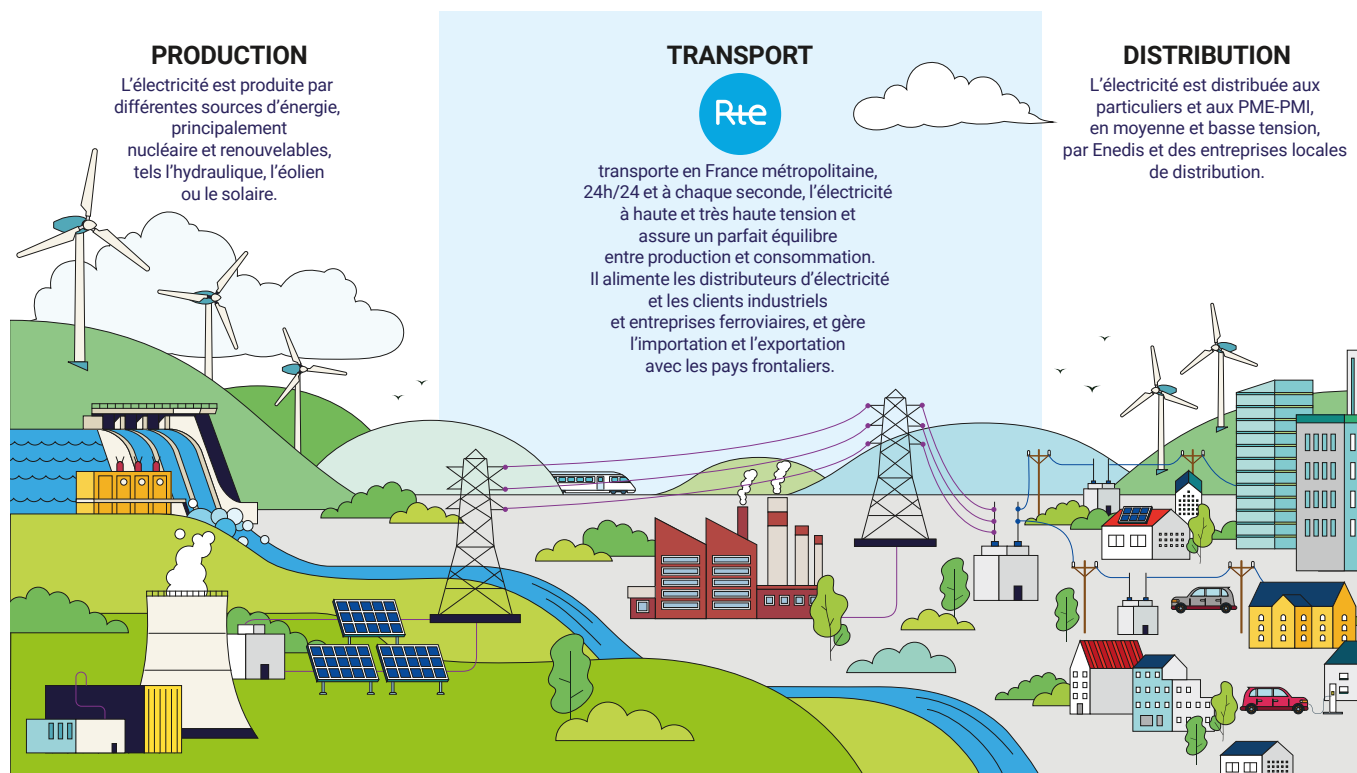 PRODUCTION
L'électricité est produite par
différentes sources d'énergie,
principalement
nucléaire et renouvelables,
tels l'hydraulique, l'éolien
ou le solaire.
TRANSPORT
Rte
transporte en France métropolitaine,
24h/24 et à chaque seconde, l'électricité
à haute et très haute tension et
assure un parfait équilibre
entre production et consommation.
Il alimente les distributeurs d'électricité
et les clients industriels
et entreprises ferroviaires, et gère
l'importation et l'exportation
avec les pays frontaliers.
DISTRIBUTION
L'électricité est distribuée aux
particuliers et aux PME-PMI,
en moyenne et basse tension,
par Enedis et des entreprises locales
de distribution.